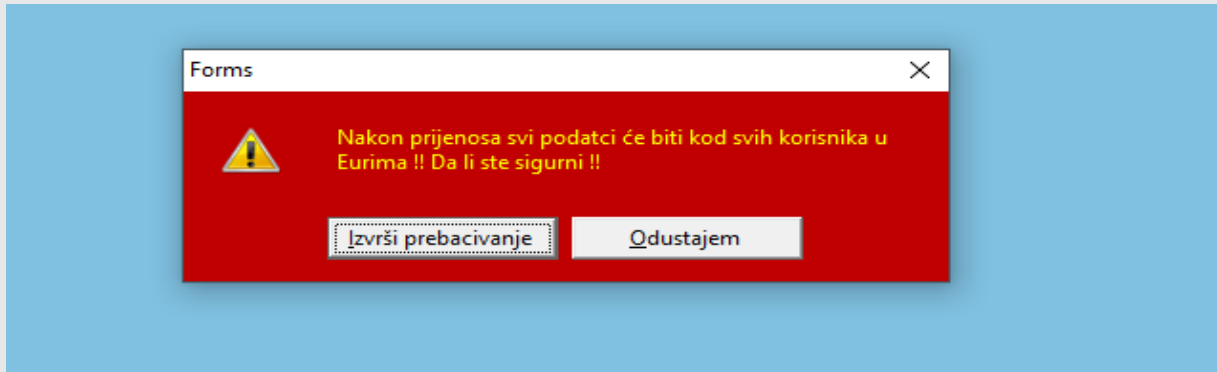 Forms
Nakon prijenosa svi podatci će biti kod svih korisnika u
Eurima !! Da li ste sigurni !!
Izvrši prebacivanje
Odustajem